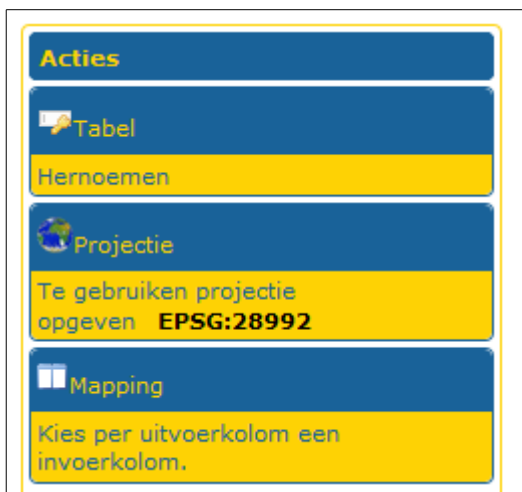 Acties
Tabel
Hernoemen
Projectie
Te gebruiken projectie
opgeven EPSG:28992
Mapping
Kies per uitvoerkolom een
invoerkolom.